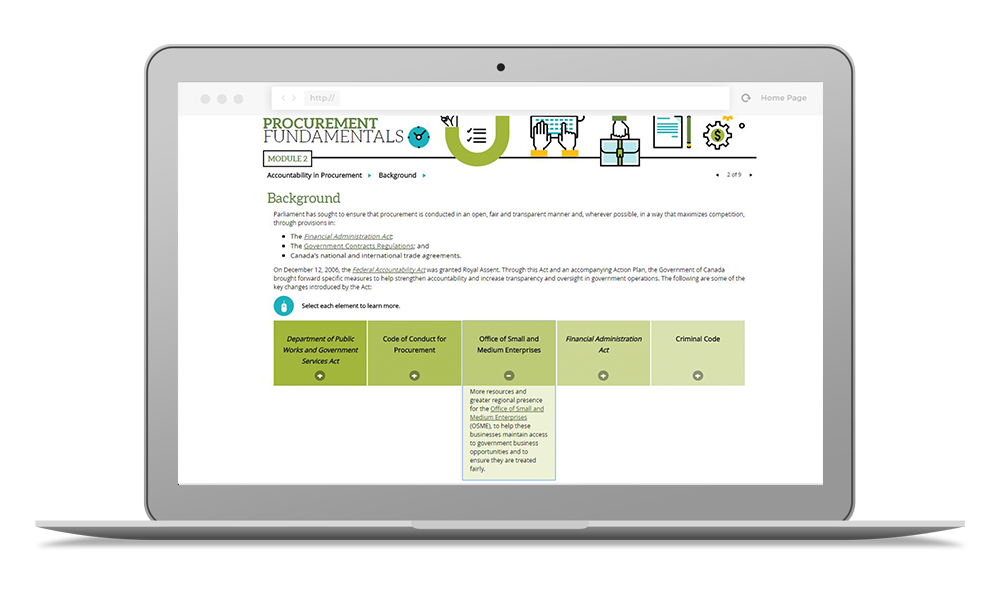 http://
Home Page
PROCUREMENT
FUNDAMENTALS
MODULE 2
Accountability in Procurement
Background
2 of 9
Background
Parliament has sought to ensure that procurement is conducted in an open, fair and transparent manner and, wherever possible, in a way that maximizes competition,
through provisions in:
The Financial Administration Act;
The Government Contracts Regulations; and
Canada's national and international trade agreements.
On December 12, 2006, the Federal Accountability Act was granted Royal Assent. Through this Act and an accompanying Action Plan, the Government of Canada
brought forward specific measures to help strengthen accountability and increase transparency and oversight in government operations. The following are some of the
key changes introduced by the Act:
Select each element to learn more.
Department of Public
Works and Government
Services Act
Code of Conduct for
Procurement
Office of Small and
Medium Enterprises
Financial Administration
Act
Criminal Code
More resources and
greater regional presence
for the Office of Small and
Medium Enterprises
(OSME), to help these
businesses maintain access
to government business
opportunities and to
ensure they are treated
fairly.